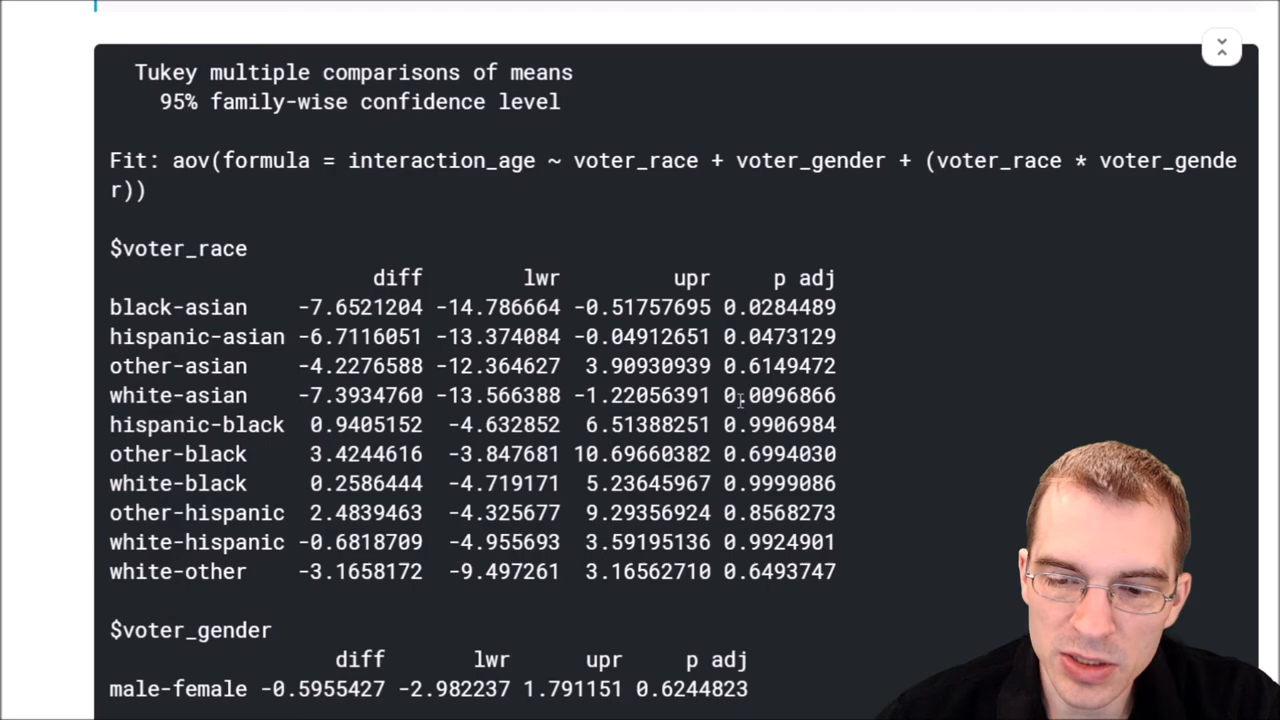 Tukey multiple comparisons of means
95% family-wise confidence level
Fit: aov(formula = interaction_age ~ voter_race + voter_gender + (voter_race * voter_gende
r))
$voter_race
diff lwr upr p adj
black-asian -7.6521204 -14.786664 -0.51757695 0.0284489
hispanic-asian -6.7116051 -13.374084 -0.04912651 0.0473129
other-asian -4.2276588 -12.364627 3.90930939 0.6149472
white-asian -7.3934760 -13.566388 -1.22056391 0.0096866
hispanic-black 0.9405152 -4.632852 6.51388251 0.9906984
other-black 3.4244616 -3.847681 10.69660382 0.6994030
white-black 0.2586444 -4.719171 5.23645967 0.9999086
other-hispanic 2.4839463 -4.325677 9.29356924 0.8568273
white-hispanic -0.6818709 -4.955693 3.59195136 0.9924901
white-other -3.1658172 -9.497261 3.16562710 0.6493747
$voter_gender
diff lwr upr p adj
male-female -0.5955427 -2.982237 1.791151 0.6244823